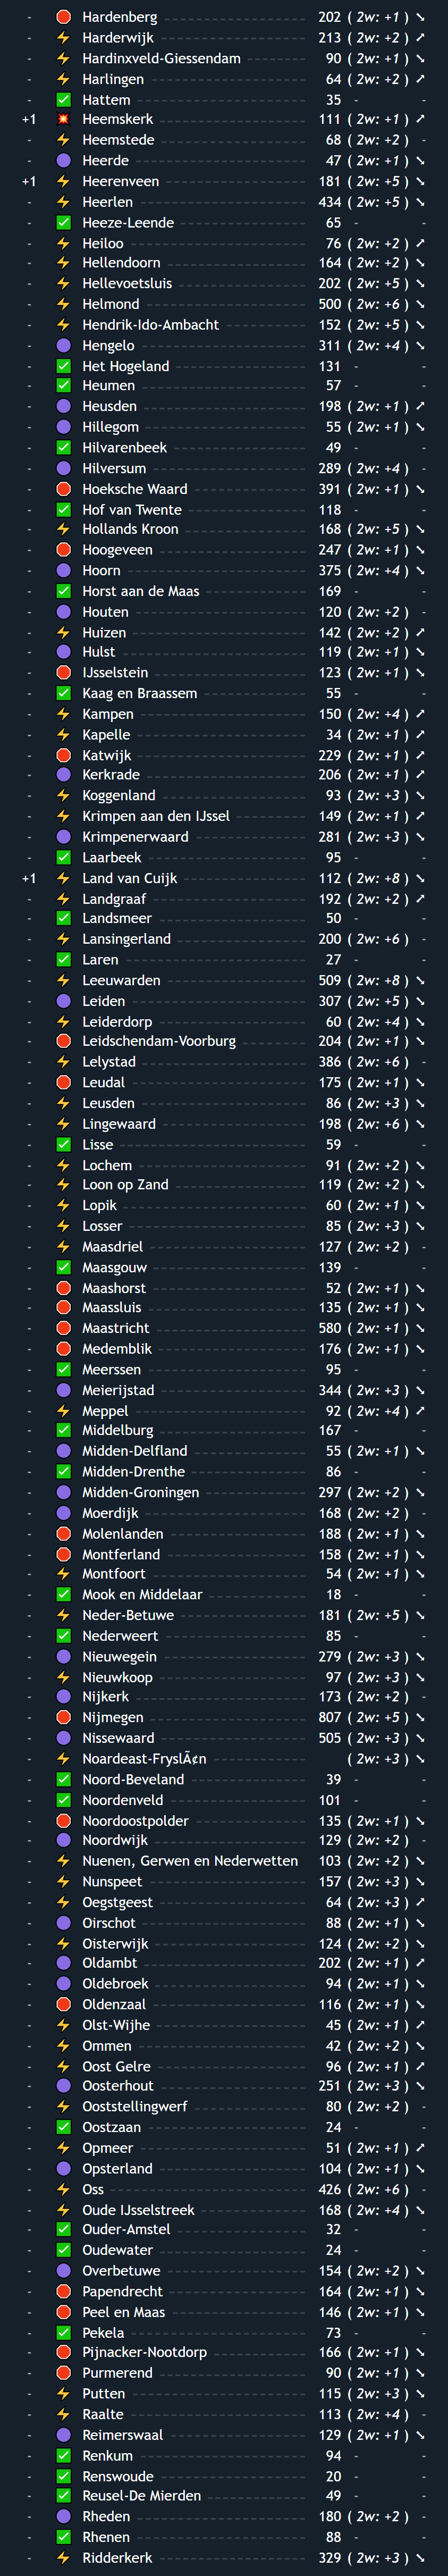 - 🛑 Hardenberg 202 ( 2w: +1 ) ↘
- ⚡ Harderwijk 213 ( 2w: +2 ) ↗
- ⚡ Hardinxveld-Giessendam 90 ( 2w: +1 ) ↘
- ⚡ Harlingen 64 ( 2w: +2 ) ↗
- ✅ Hattem 35 - -
+1 💥 Heemskerk 111 ( 2w: +1 ) ↗
- ⚡ Heemstede 68 ( 2w: +2 ) -
- 🟣 Heerde 47 ( 2w: +1 ) ↘
+1 ⚡ Heerenveen 181 ( 2w: +5 ) ↘
- ⚡ Heerlen 434 ( 2w: +5 ) ↘
- ✅ Heeze-Leende 65 - -
- ⚡ Heiloo 76 ( 2w: +2 ) ↗
- ⚡ Hellendoorn 164 ( 2w: +2 ) ↘
- ⚡ Hellevoetsluis 202 ( 2w: +5 ) ↘
- ⚡ Helmond 500 ( 2w: +6 ) ↘
- ⚡ Hendrik-Ido-Ambacht 152 ( 2w: +5 ) ↘
- 🟣 Hengelo 311 ( 2w: +4 ) ↘
- ✅ Het Hogeland 131 - -
- ✅ Heumen 57 - -
- 🟣 Heusden 198 ( 2w: +1 ) ↗
- 🟣 Hillegom 55 ( 2w: +1 ) ↘
- ✅ Hilvarenbeek 49 - -
- 🟣 Hilversum 289 ( 2w: +4 ) -
- 🛑 Hoeksche Waard 391 ( 2w: +1 ) ↘
- ✅ Hof van Twente 118 - -
- ⚡ Hollands Kroon 168 ( 2w: +5 ) ↘
- 🛑 Hoogeveen 247 ( 2w: +1 ) ↘
- 🟣 Hoorn 375 ( 2w: +4 ) ↘
- ✅ Horst aan de Maas 169 - -
- 🟣 Houten 120 ( 2w: +2 ) -
- ⚡ Huizen 142 ( 2w: +2 ) ↗
- 🟣 Hulst 119 ( 2w: +1 ) ↘
- 🛑 IJsselstein 123 ( 2w: +1 ) ↘
- ✅ Kaag en Braassem 55 - -
- ⚡ Kampen 150 ( 2w: +4 ) ↗
- ⚡ Kapelle 34 ( 2w: +1 ) ↗
- 🛑 Katwijk 229 ( 2w: +1 ) ↗
- 🟣 Kerkrade 206 ( 2w: +1 ) ↗
- ⚡ Koggenland 93 ( 2w: +3 ) ↘
- ⚡ Krimpen aan den IJssel 149 ( 2w: +1 ) ↗
- 🟣 Krimpenerwaard 281 ( 2w: +3 ) ↘
- ✅ Laarbeek 95 - -
+1 ⚡ Land van Cuijk 112 ( 2w: +8 ) ↘
- ⚡ Landgraaf 192 ( 2w: +2 ) ↗
- ✅ Landsmeer 50 - -
- ⚡ Lansingerland 200 ( 2w: +6 ) -
- ✅ Laren 27 - -
- ⚡ Leeuwarden 509 ( 2w: +8 ) ↘
- 🟣 Leiden 307 ( 2w: +5 ) ↘
- ⚡ Leiderdorp 60 ( 2w: +4 ) ↘
- 🛑 Leidschendam-Voorburg 204 ( 2w: +1 ) ↘
- ⚡ Lelystad 386 ( 2w: +6 ) -
- 🛑 Leudal 175 ( 2w: +1 ) ↘
- ⚡ Leusden 86 ( 2w: +3 ) ↘
- ⚡ Lingewaard 198 ( 2w: +6 ) ↘
- ✅ Lisse 59 - -
- ⚡ Lochem 91 ( 2w: +2 ) ↘
- ⚡ Loon op Zand 119 ( 2w: +2 ) ↘
- ⚡ Lopik 60 ( 2w: +1 ) ↘
- ⚡ Losser 85 ( 2w: +3 ) ↘
- ⚡ Maasdriel 127 ( 2w: +2 ) -
- ✅ Maasgouw 139 - -
- 🛑 Maashorst 52 ( 2w: +1 ) ↘
- 🛑 Maassluis 135 ( 2w: +1 ) ↘
- 🛑 Maastricht 580 ( 2w: +1 ) ↘
- 🛑 Medemblik 176 ( 2w: +1 ) ↘
- ✅ Meerssen 95 - -
- 🟣 Meierijstad 344 ( 2w: +3 ) ↘
- ⚡ Meppel 92 ( 2w: +4 ) ↗
- ✅ Middelburg 167 - -
- 🟣 Midden-Delfland 55 ( 2w: +1 ) ↘
- ✅ Midden-Drenthe 86 - -
- 🟣 Midden-Groningen 297 ( 2w: +2 ) ↘
- 🟣 Moerdijk 168 ( 2w: +2 ) -
- 🛑 Molenlanden 188 ( 2w: +1 ) ↘
- 🛑 Montferland 158 ( 2w: +1 ) ↘
- ⚡ Montfoort 54 ( 2w: +1 ) ↘
- ✅ Mook en Middelaar 18 - -
- ⚡ Neder-Betuwe 181 ( 2w: +5 ) ↘
- ✅ Nederweert 85 - -
- 🟣 Nieuwegein 279 ( 2w: +3 ) ↘
- ⚡ Nieuwkoop 97 ( 2w: +3 ) ↘
- 🟣 Nijkerk 173 ( 2w: +2 ) -
- 🛑 Nijmegen 807 ( 2w: +5 ) ↘
- 🟣 Nissewaard 505 ( 2w: +3 ) ↘
- ⚡ Noardeast-FryslÃ¢n ( 2w: +3 ) ↘
- ✅ Noord-Beveland 39 - -
- ✅ Noordenveld 101 - -
- 🛑 Noordoostpolder 135 ( 2w: +1 ) ↘
- 🟣 Noordwijk 129 ( 2w: +2 ) -
- ⚡ Nuenen, Gerwen en Nederwetten 103 ( 2w: +2 ) ↘
- ⚡ Nunspeet 157 ( 2w: +3 ) ↘
- ⚡ Oegstgeest 64 ( 2w: +3 ) ↗
- 🟣 Oirschot 88 ( 2w: +1 ) ↘
- ⚡ Oisterwijk 124 ( 2w: +2 ) ↘
- 🟣 Oldambt 202 ( 2w: +1 ) ↗
- 🟣 Oldebroek 94 ( 2w: +1 ) ↘
- 🛑 Oldenzaal 116 ( 2w: +1 ) ↘
- ⚡ Olst-Wijhe 45 ( 2w: +1 ) ↗
- ⚡ Ommen 42 ( 2w: +2 ) ↘
- ⚡ Oost Gelre 96 ( 2w: +1 ) ↗
- 🟣 Oosterhout 251 ( 2w: +3 ) ↘
- ⚡ Ooststellingwerf 80 ( 2w: +2 ) -
- ✅ Oostzaan 24 - -
- ⚡ Opmeer 51 ( 2w: +1 ) ↗
- 🟣 Opsterland 104 ( 2w: +1 ) ↘
- ⚡ Oss 426 ( 2w: +6 ) -
- ⚡ Oude IJsselstreek 168 ( 2w: +4 ) ↘
- ✅ Ouder-Amstel 32 - -
- ✅ Oudewater 24 - -
- 🟣 Overbetuwe 154 ( 2w: +2 ) ↘
- 🛑 Papendrecht 164 ( 2w: +1 ) ↘
- 🛑 Peel en Maas 146 ( 2w: +1 ) ↘
- ✅ Pekela 73 - -
- 🛑 Pijnacker-Nootdorp 166 ( 2w: +1 ) ↘
- 🛑 Purmerend 90 ( 2w: +1 ) ↘
- ⚡ Putten 115 ( 2w: +3 ) ↘
- ⚡ Raalte 113 ( 2w: +4 ) -
- 🟣 Reimerswaal 129 ( 2w: +1 ) ↘
- ✅ Renkum 94 - -
- ✅ Renswoude 20 - -
- ✅ Reusel-De Mierden 49 - -
- 🟣 Rheden 180 ( 2w: +2 ) -
- ✅ Rhenen 88 - -
- ⚡ Ridderkerk 329 ( 2w: +3 ) ↘